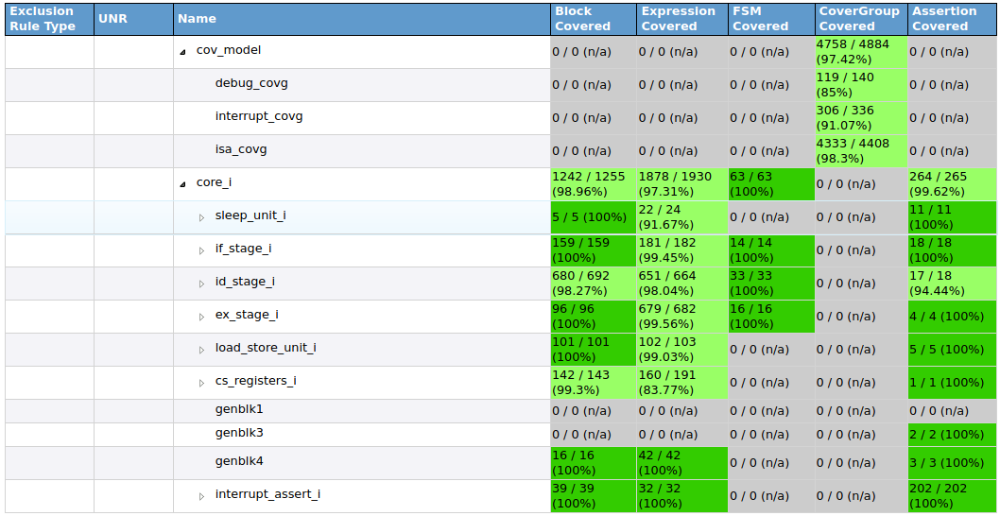 Exclusion Rule Type UNR Name Block Covered Expression Covered FSM Covered CoverGroup Covered Assertion Covered
cov_model 0 / 0 (n/a) 0 / 0 (n/a) 0 / 0 (n/a) 4758 / 4884 (97.42%) 0 / 0 (n/a)
debug_covg 0 / 0 (n/a) 0 / 0 (n/a) 0 / 0 (n/a) 119 / 140 (85%) 0 / 0 (n/a)
interrupt_covg 0 / 0 (n/a) 0 / 0 (n/a) 0 / 0 (n/a) 306 / 336 (91.07%) 0 / 0 (n/a)
isa_covg 0 / 0 (n/a) 0 / 0 (n/a) 0 / 0 (n/a) 4333 / 4408 (98.3%) 0 / 0 (n/a)
core_i 1242 / 1255 (98.96%) 1878 / 1930 (97.31%) 63 / 63 (100%) 0 / 0 (n/a) 264 / 265 (99.62%)
sleep_unit_i 5 / 5 (100%) 22 / 24 (91.67%) 0 / 0 (n/a) 0 / 0 (n/a) 11 / 11 (100%)
if_stage_i 159 / 159 (100%) 181 / 182 (99.45%) 14 / 14 (100%) 0 / 0 (n/a) 18 / 18 (100%)
id_stage_i 680 / 692 (98.27%) 651 / 664 (98.04%) 33 / 33 (100%) 0 / 0 (n/a) 17 / 18 (94.44%)
ex_stage_i 96 / 96 (100%) 679 / 682 (99.56%) 16 / 16 (100%) 0 / 0 (n/a) 4 / 4 (100%)
load_store_unit_i 101 / 101 (100%) 102 / 103 (99.03%) 0 / 0 (n/a) 0 / 0 (n/a) 5 / 5 (100%)
cs_registers_i 142 / 143 (99.3%) 160 / 191 (83.77%) 0 / 0 (n/a) 0 / 0 (n/a) 1 / 1 (100%)
genblk1 0 / 0 (n/a) 0 / 0 (n/a) 0 / 0 (n/a) 0 / 0 (n/a) 0 / 0 (n/a)
genblk3 0 / 0 (n/a) 0 / 0 (n/a) 0 / 0 (n/a) 0 / 0 (n/a) 2 / 2 (100%)
genblk4 16 / 16 (100%) 42 / 42 (100%) 0 / 0 (n/a) 0 / 0 (n/a) 3 / 3 (100%)
interrupt_assert_i 39 / 39 (100%) 32 / 32 (100%) 0 / 0 (n/a) 0 / 0 (n/a) 202 / 202 (100%)